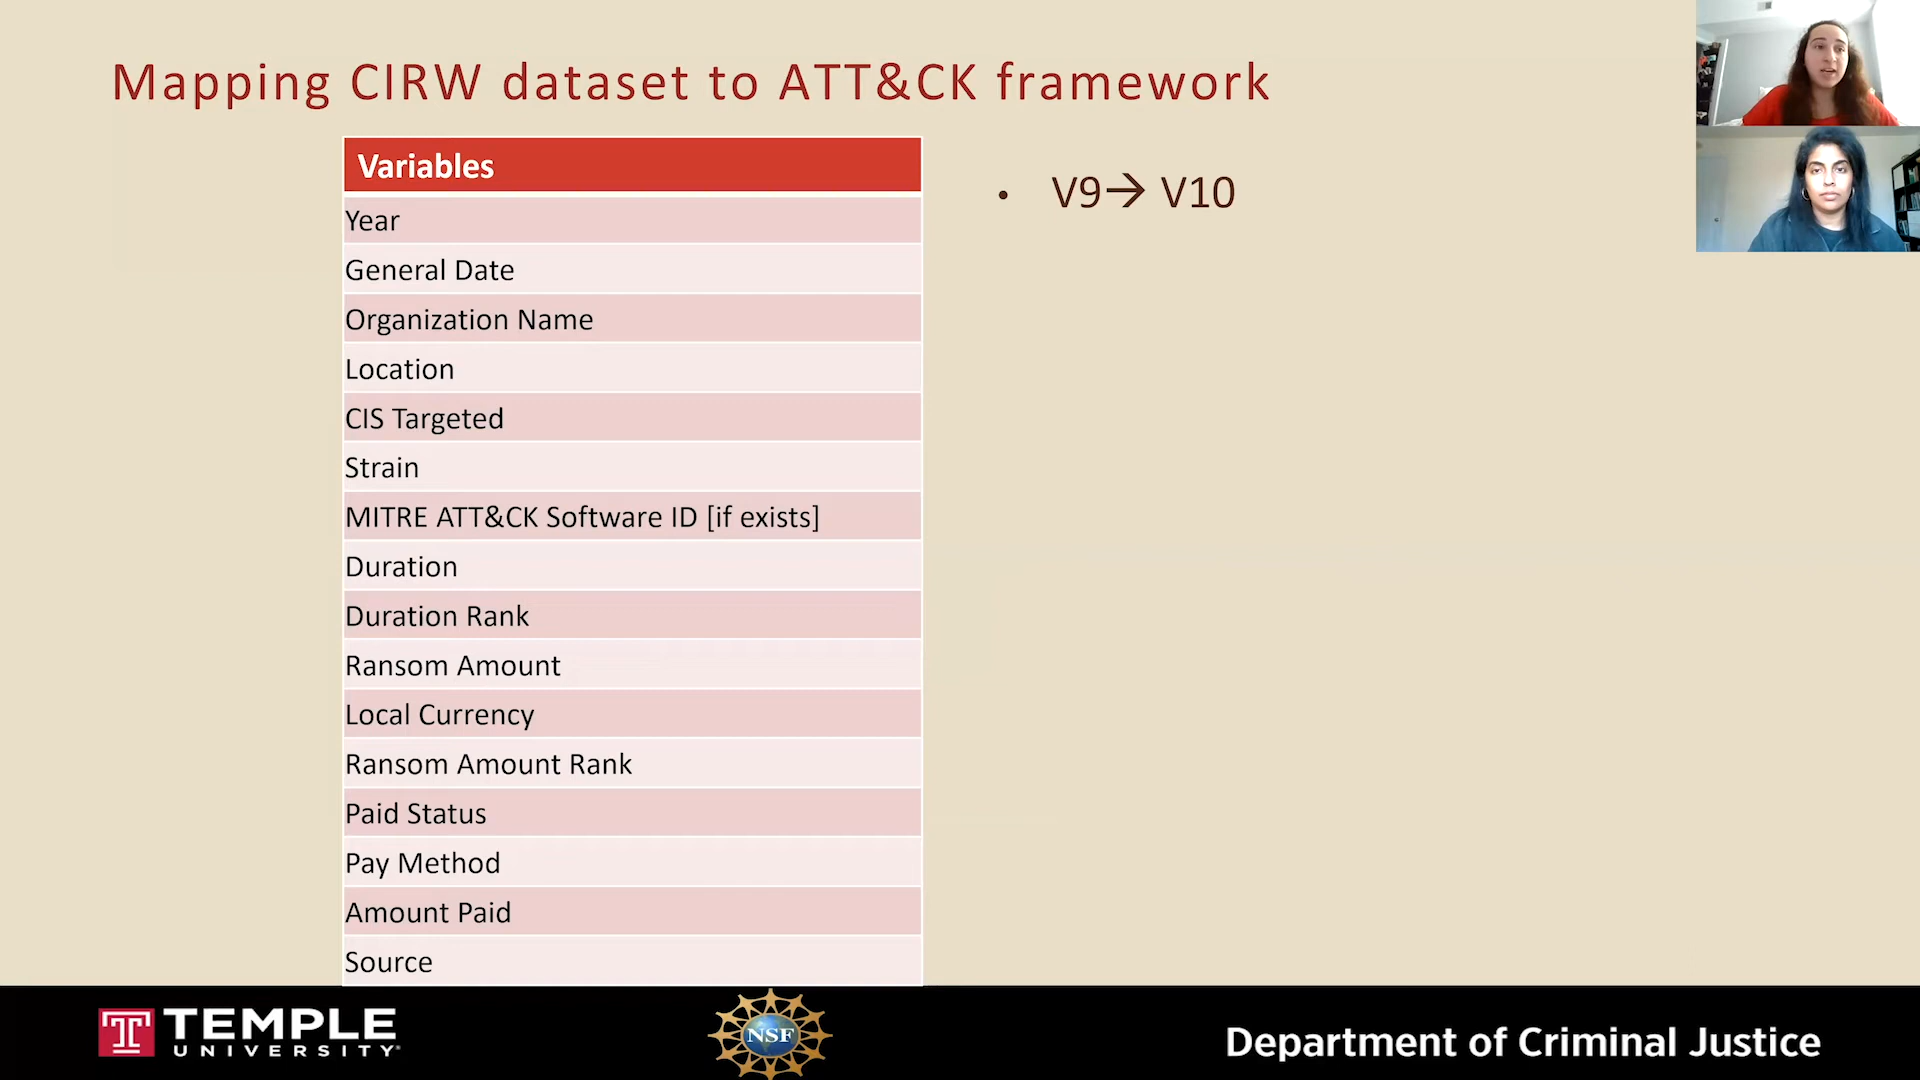 Mapping CIRW dataset to ATT&CK framework
Variables
Year
General Date
Organization Name
Location
CIS Targeted
Strain
MITRE ATT&CK Software ID [if exists]
Duration
Duration Rank
Ransom Amount
Local Currency
Ransom Amount Rank
Paid Status
Pay Method
Amount Paid
Source
• V9→ V10
T TEMPLE
UNIVERSITY
NSF
Department of Criminal Justice